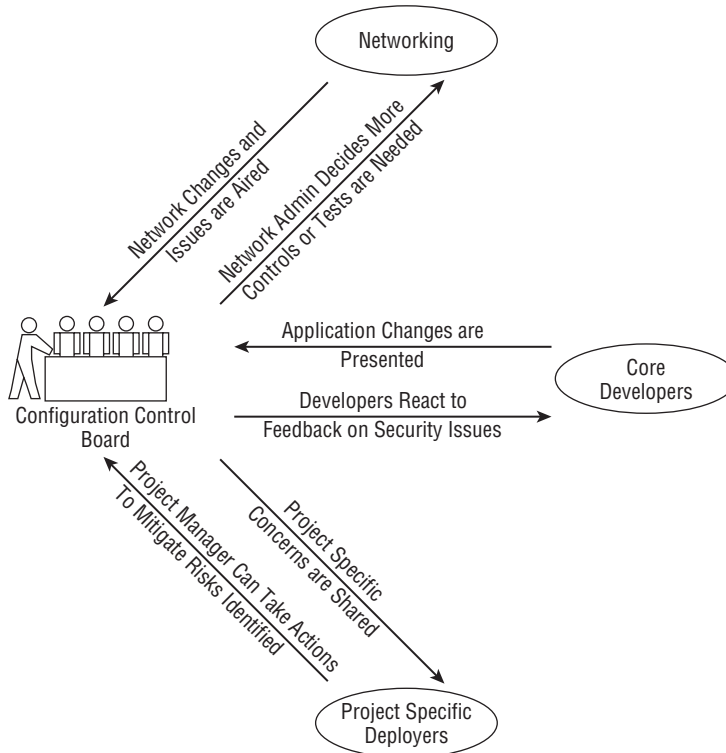 Networking
Network Changes and
Issues are Aired
Network Admin Decides More
Controls or Tests are Needed
Application Changes are
Presented
Core
Developers
Configuration Control
Board
Developers React to
Feedback on Security Issues
Project Specific
Concerns are Shared
Project Manager Can Take Actions
To Mitigate Risks Identified
Project Specific
Deployers